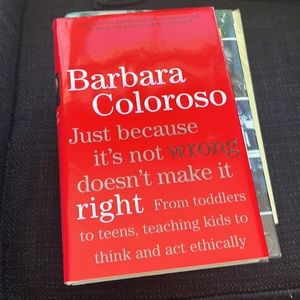 Barbara
Coloroso
Just because
it's not wrong
doesn't make it
right From toddlers
to teens, teaching kids to
think and act ethically